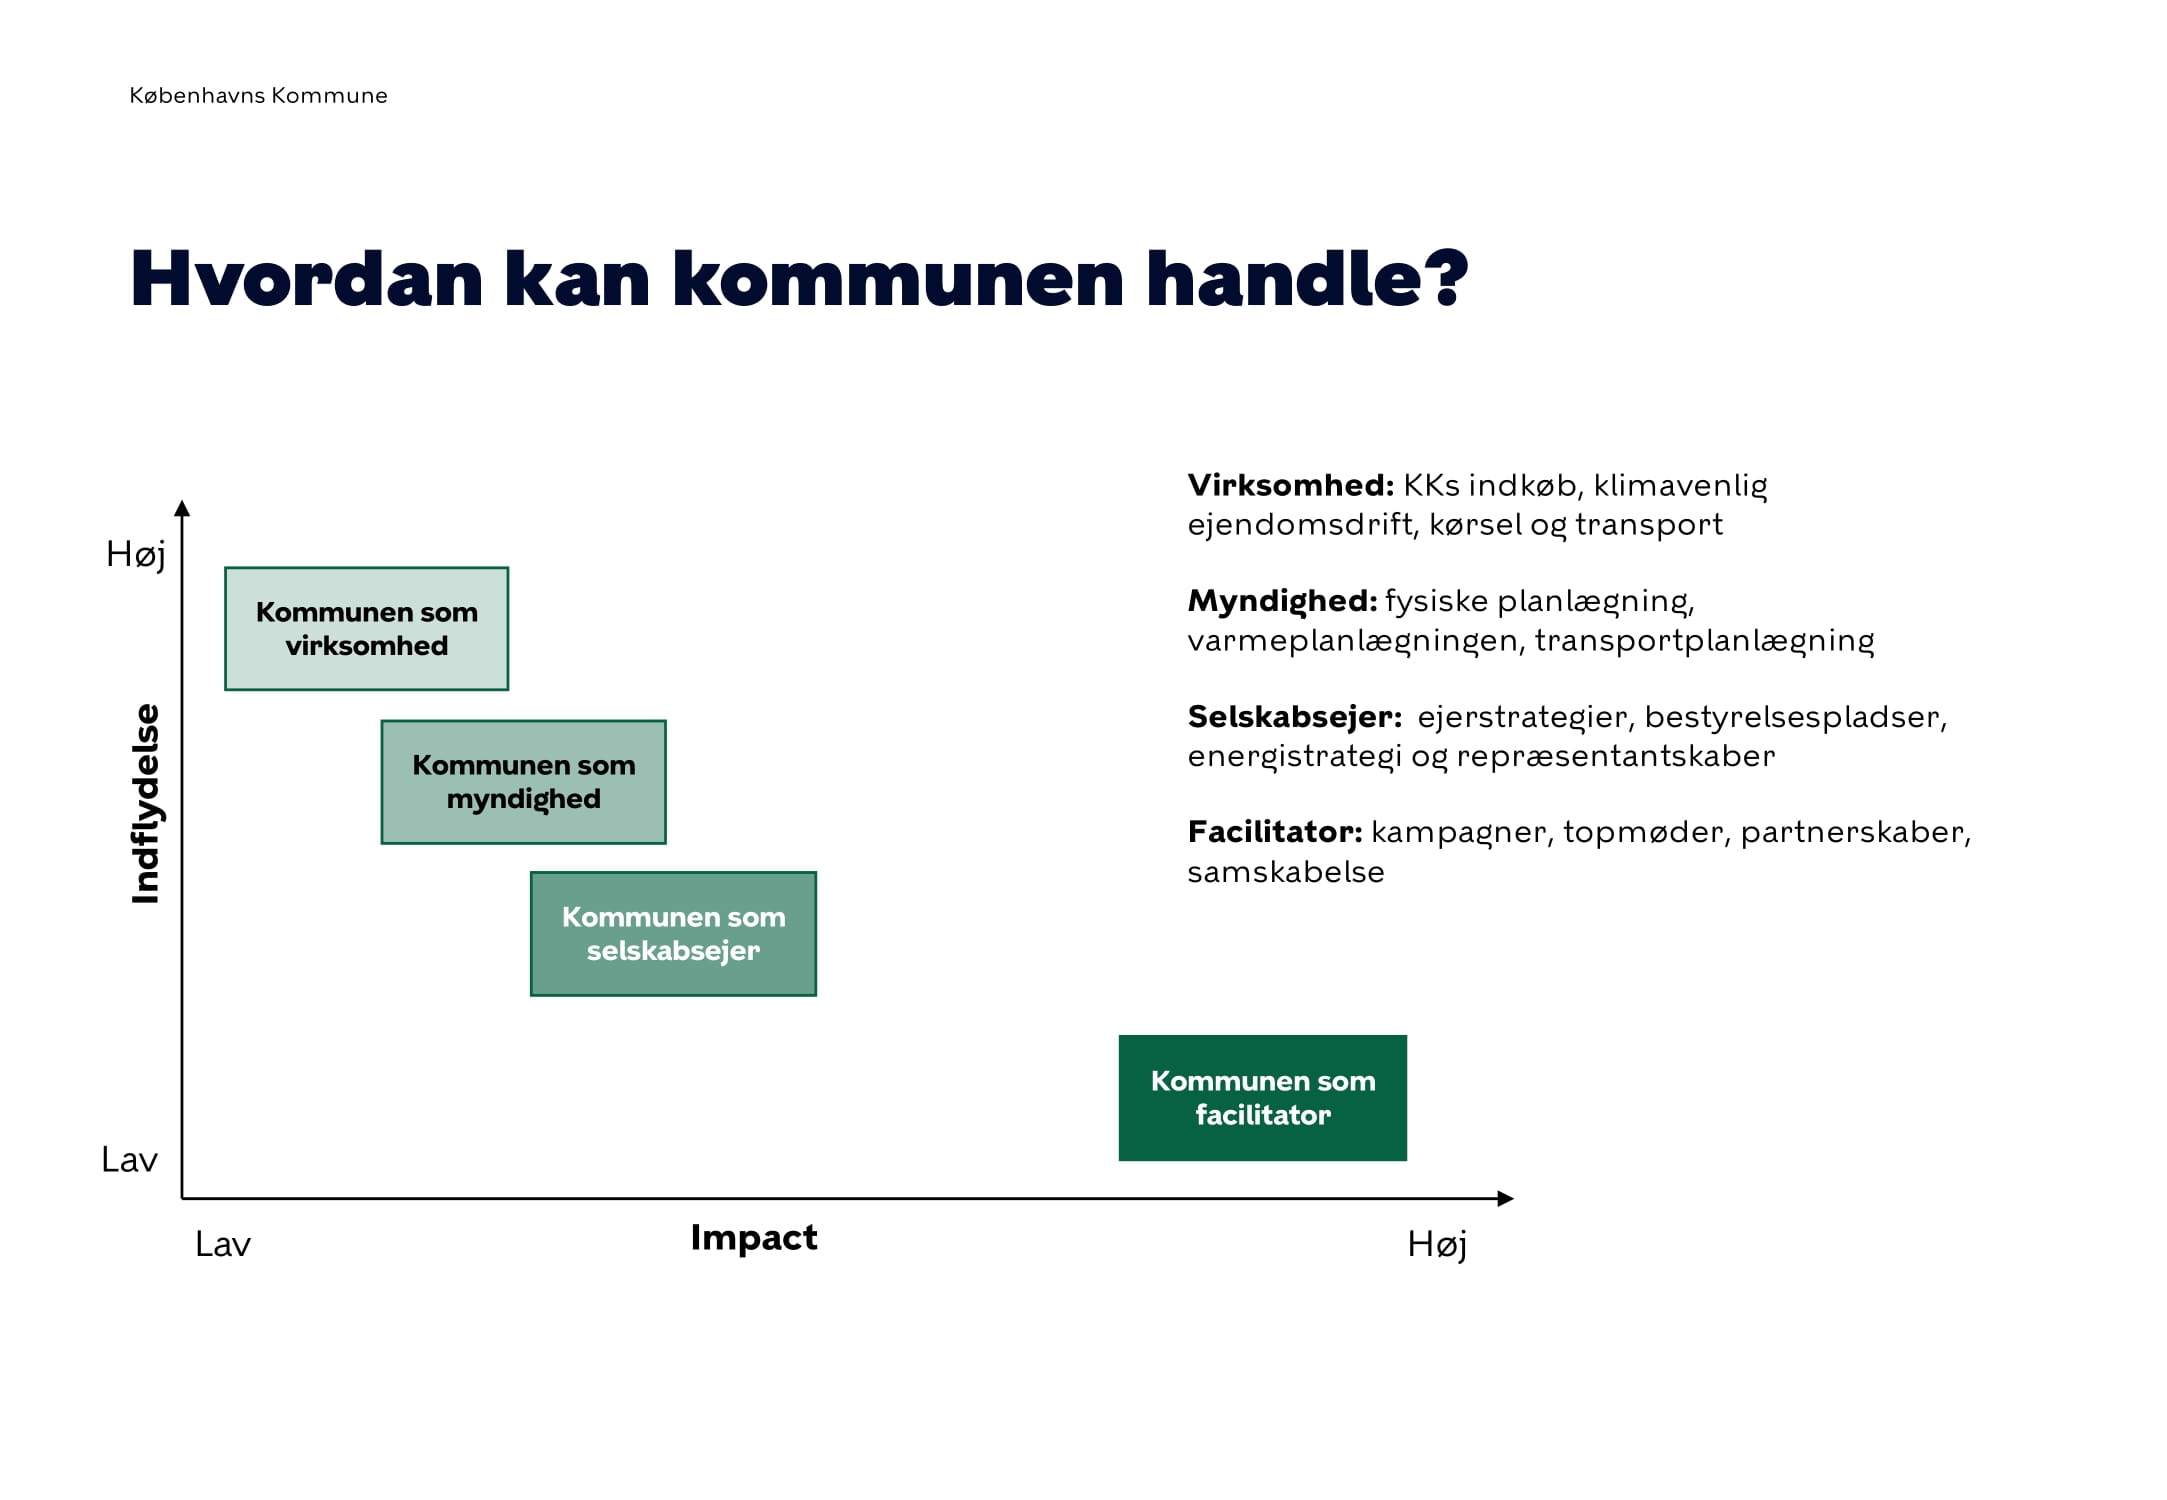 Københavns Kommune
Hvordan kan kommunen handle?
Høj
Indflydelse
Lav
Kommunen som
virksomhed
Kommunen som
myndighed
Kommunen som
selskabsejer
Kommunen som
facilitator
Lav
Impact
Høj
Virksomhed: KKs indkøb, klimavenlig
ejendomsdrift, kørsel og transport
Myndighed: fysiske planlægning,
varmeplanlægningen, transportplanlægning
Selskabsejer:  ejerstrategier, bestyrelsespladser,
energistrategi og repræsentantskaber
Facilitator: kampagner, topmøder, partnerskaber,
samskabelse